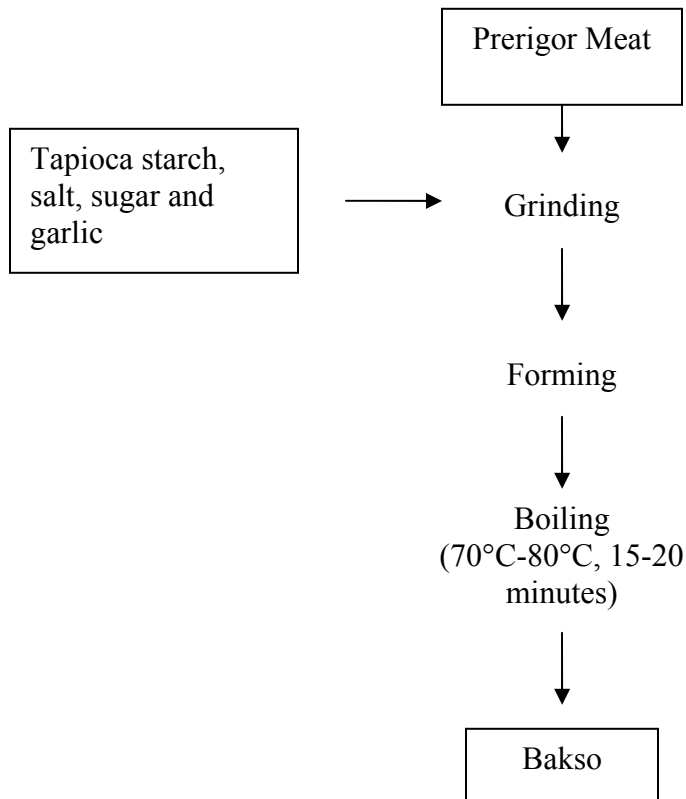 Prerigor Meat
Tapioca starch,
salt, sugar and
garlic
Grinding
Forming
Boiling
(70°C-80°C, 15-20
minutes)
Bakso